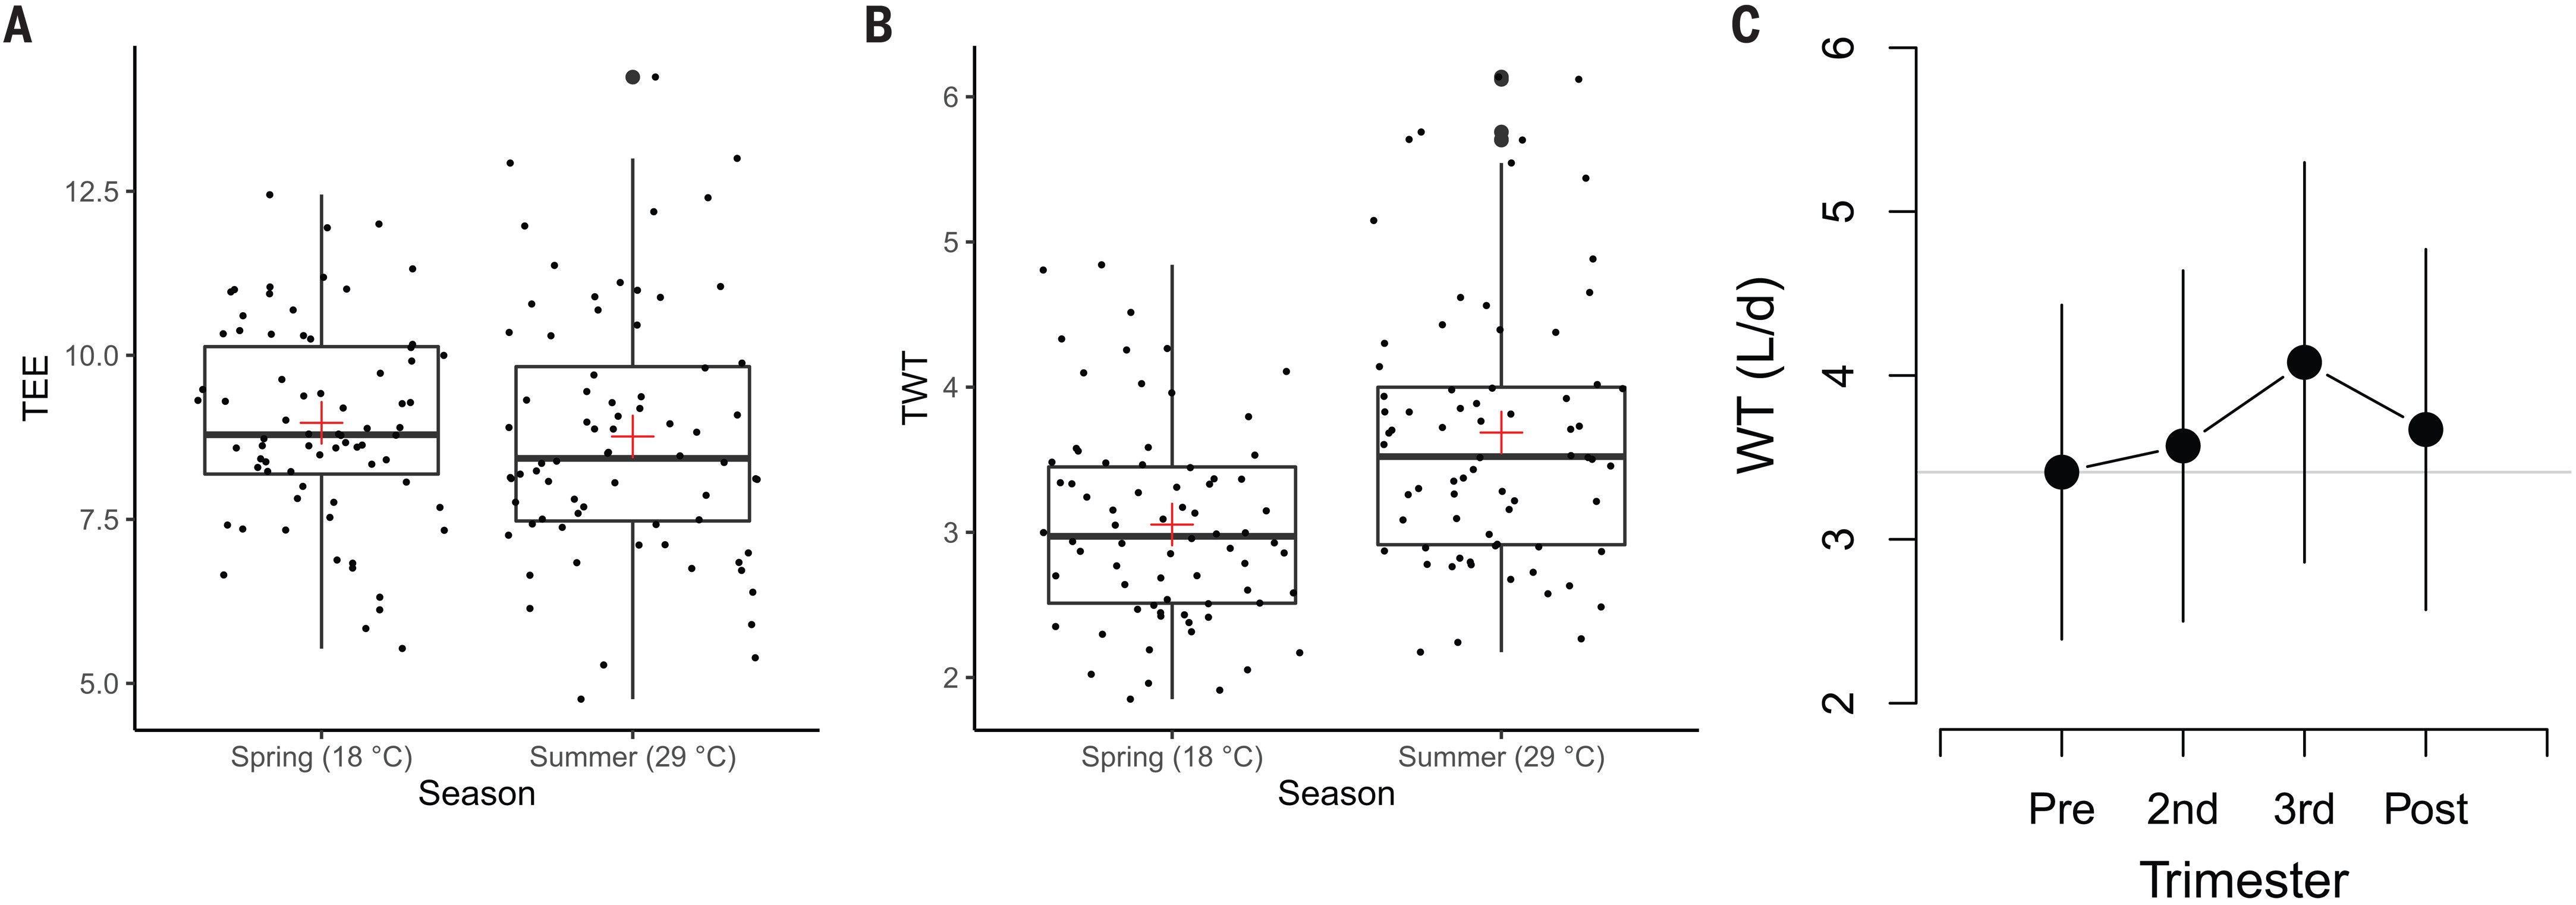 A
TEE
12.5
10.0
7.5
5.0
Spring (18 °C)
Summer (29 °C)
Season
B
TWT
6
5
4
3
2
Spring (18 °C)
Summer (29 °C)
Season
C
WT (L/d)
6
5
4
3
2
Pre
2nd
3rd
Post
Trimester